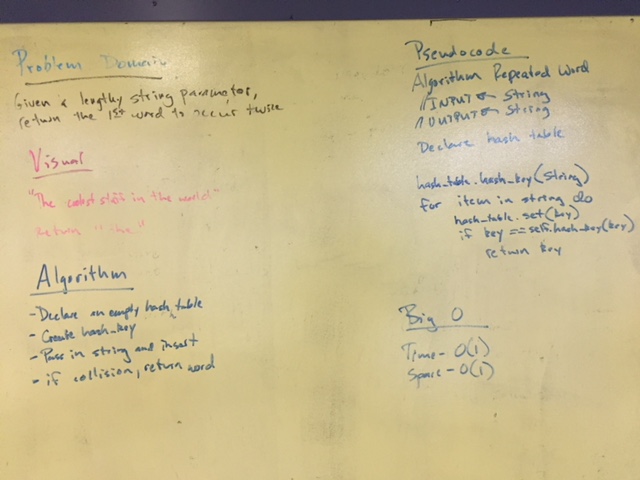 Problem Domain
Given a lengthy string parameter,
return the 1st word to occur twice
Visual
"The coolest in the world"
Return "the"
Algorithm
- Declare an empty hash table
- Create hash_key
- Pass in string and insert
- if collision, return word
Pseudocode
Algorithm Repeated Word
// INPUT ← string
// OUTPUT ← string
Declare hash table
hash_table.hash_key(string)
for item in string do
hash_table.set(key)
if key == self.hash_key(key)
return key
Big O
Time - O(1)
Space - O(1)